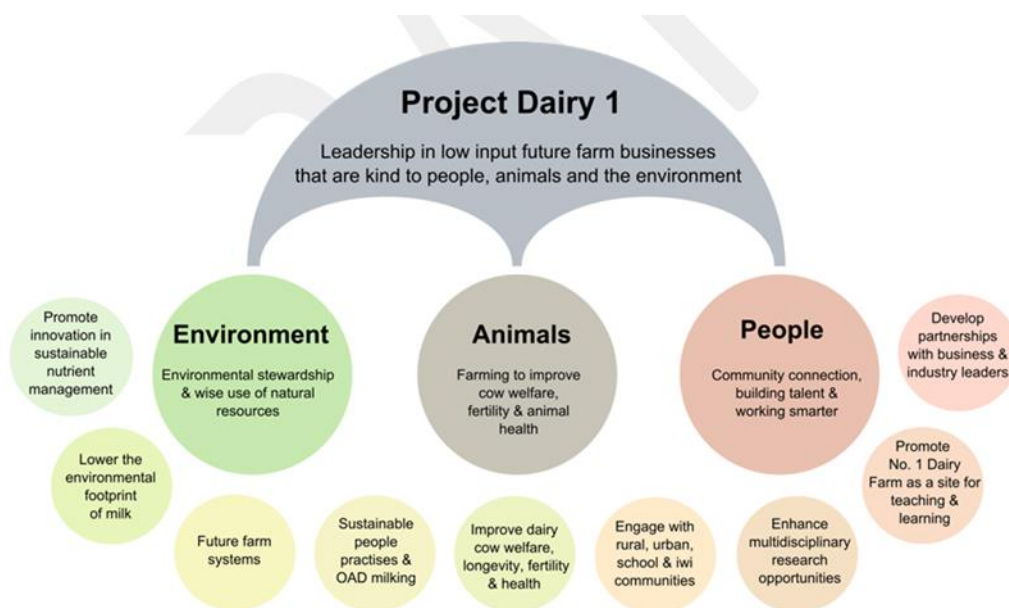 Project Dairy 1
Leadership in low input future farm businesses
that are kind to people, animals and the environment
Environment
Environmental stewardship
& wise use of natural
resources
Animals
Farming to improve
cow welfare,
fertility & animal
health
People
Community connection,
building talent &
working smarter
Promote
innovation in
sustainable
nutrient
management
Lower the
environmental
footprint
of milk
Future farm
systems
Sustainable
people
practises &
OAD milking
Improve dairy
cow welfare,
longevity, fertility
& health
Engage with
rural, urban,
school & iwi
communities
Enhance
multidisciplinary
research
opportunities
Promote
No. 1 Dairy
Farm as a site for
teaching &
learning
Develop
partnerships
with business &
industry leaders